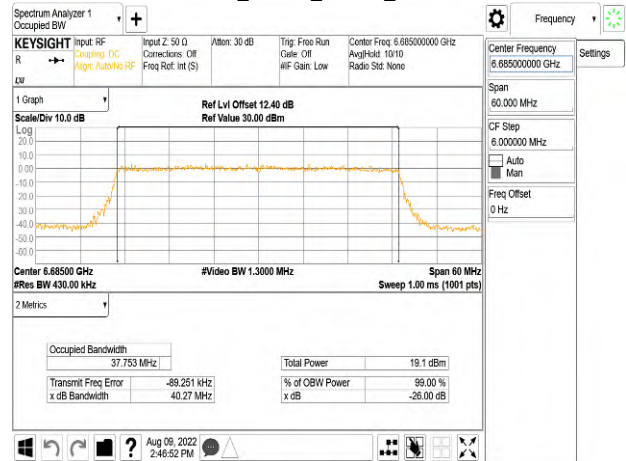 Spectrum Analyzer 1
Occupied BW
KEYSIGHT
R
Input: RF
Coupling: DC
Align: Auto/No RF
Input Z: 50 Ω
Corrections: Off
Freq Ref: Int (S)
Atten: 30 dB
Trig: Free Run
Gate: Off
#IF Gain: Low
Center Freq: 6.685000000 GHz
Avg|Hold: 10/10
Radio Std: None
1 Graph
Scale/Div 10.0 dB
Ref Lvl Offset 12.40 dB
Ref Value 30.00 dBm
Log
20.0
10.0
0.00
-10.0
-20.0
-30.0
-40.0
-50.0
-60.0
Center 6.68500 GHz
#Video BW 1.3000 MHz
Span 60 MHz
#Res BW 430.00 kHz
Sweep 1.00 ms (1001 pts)
2 Metrics
Occupied Bandwidth
37.753 MHz
Total Power 19.1 dBm
Transmit Freq Error -89.251 kHz
% of OBW Power 99.00 %
x dB Bandwidth 40.27 MHz
x dB -26.00 dB
?
Aug 09, 2022
2:46:52 PM
Frequency
Settings
Center Frequency
6.685000000 GHz
Span
60.000 MHz
CF Step
6.000000 MHz
Auto
Man
Freq Offset
0 Hz